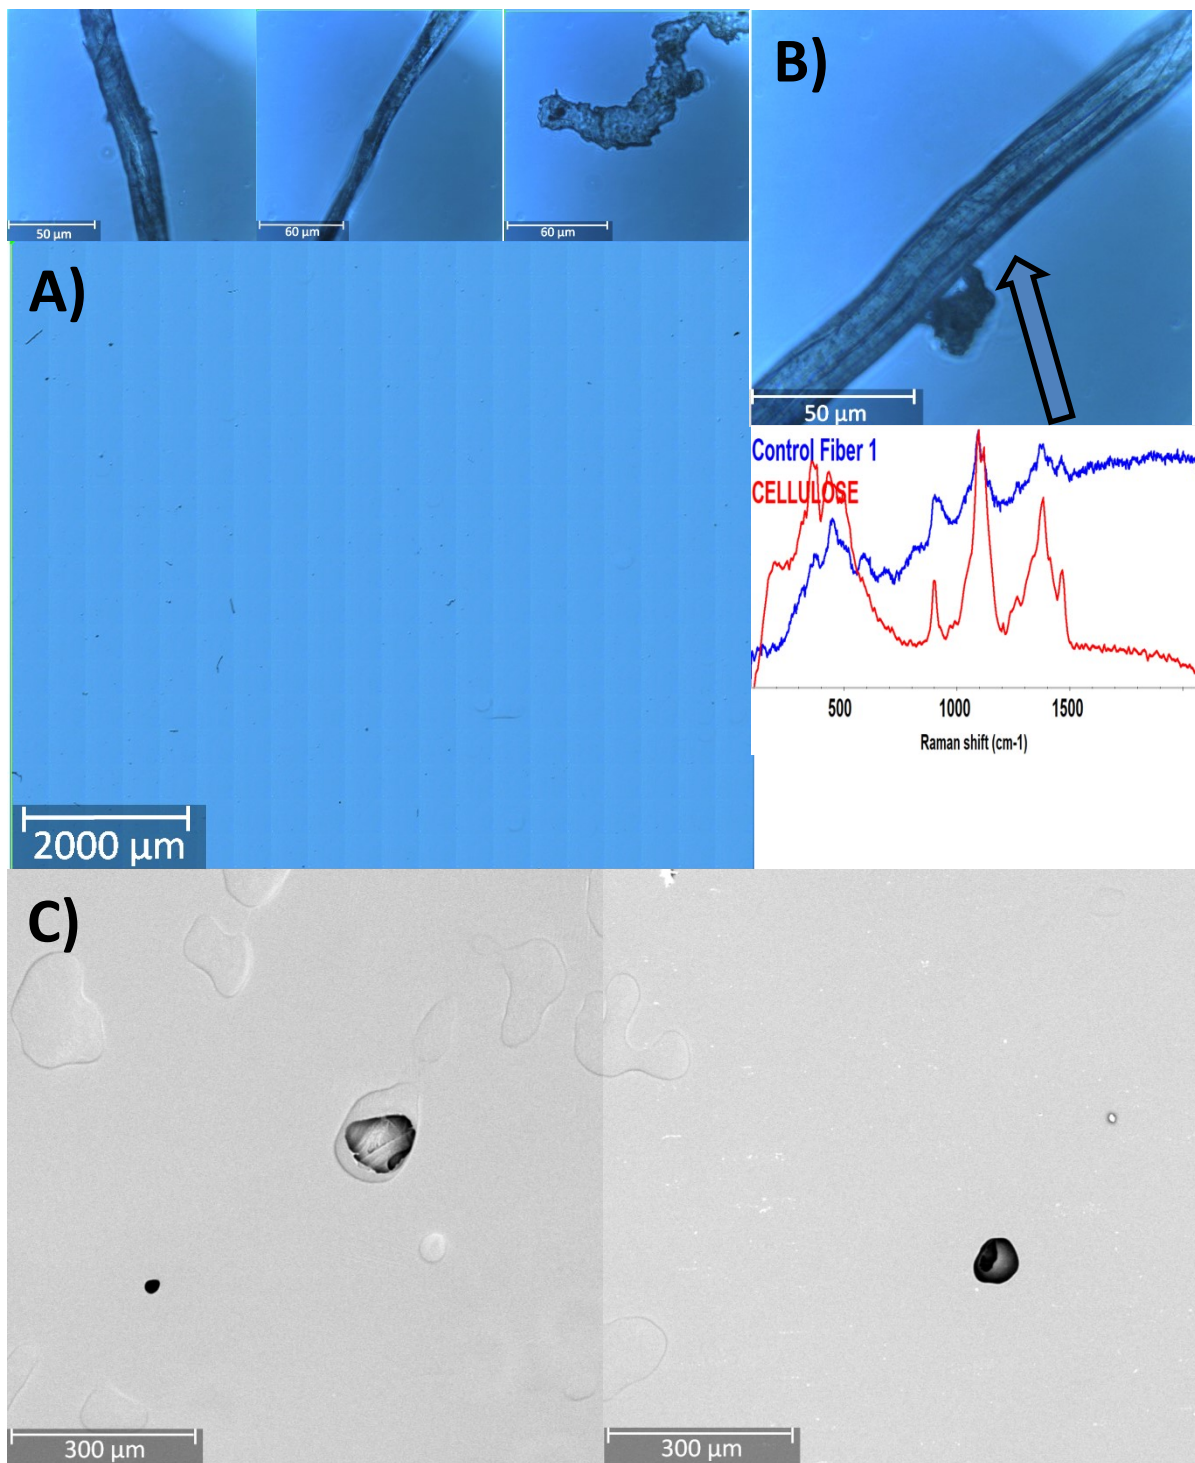 50 µm
60 µm
60 µm
A)
2000 µm
B)
50 µm
Control Fiber 1
CELLULOSE
500
1000
1500
Raman shift (cm-1)
C)
300 µm
300 µm